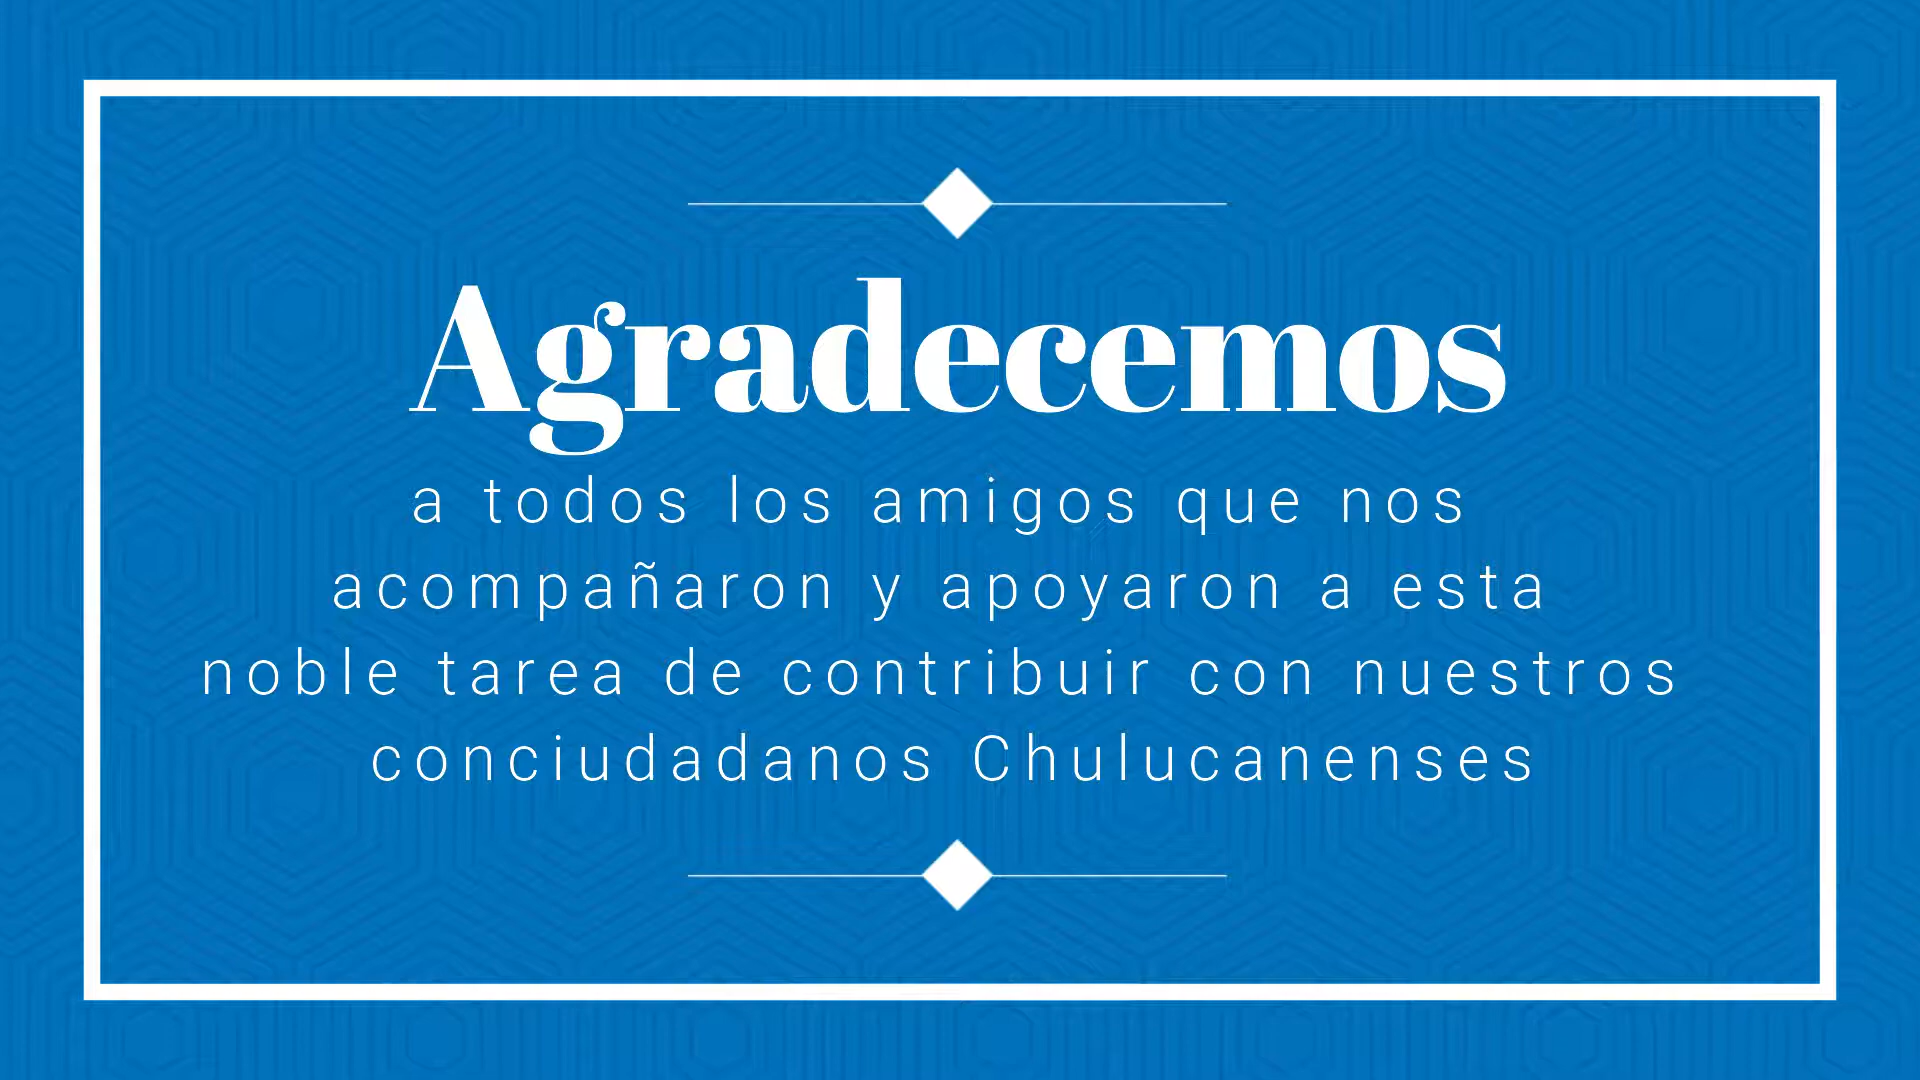 Agradecemos
a todos los amigos que nos
acompañaron y apoyaron a esta
noble tarea de contribuir con nuestros
conciudadanos Chulucanenses